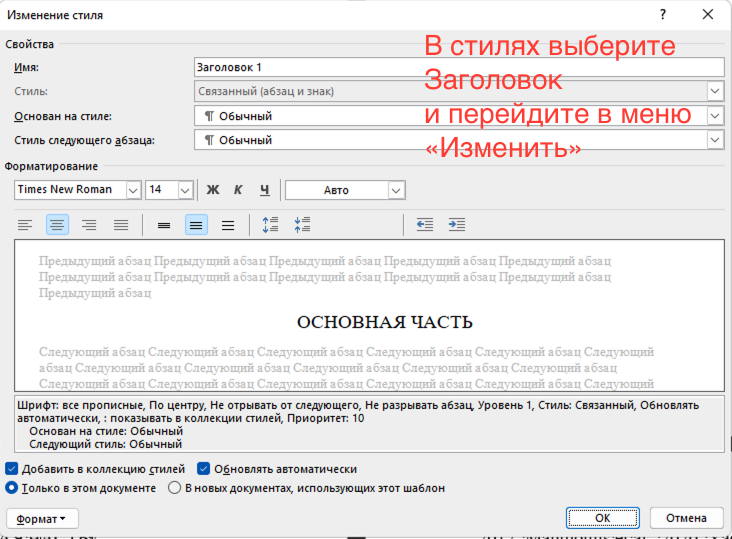 Изменение стиля
? ×
Свойства
Имя: Заголовок 1
Стиль: Связанный (абзац и знак)
Основан на стиле: ¶ Обычный
Стиль следующего абзаца: ¶ Обычный
В стилях выберите
Заголовок
и перейдите в меню
«Изменить»
Форматирование
Times New Roman 14 Ж К Ч Авто
Предыдущий абзац Предыдущий абзац Предыдущий абзац Предыдущий абзац Предыдущий абзац
Предыдущий абзац Предыдущий абзац Предыдущий абзац Предыдущий абзац Предыдущий абзац
Предыдущий абзац
ОСНОВНАЯ ЧАСТЬ
Следующий абзац Следующий абзац Следующий абзац Следующий абзац Следующий абзац Следующий
абзац Следующий абзац Следующий абзац Следующий абзац Следующий абзац Следующий абзац
Следующий абзац Следующий абзац Следующий абзац Следующий абзац Следующий абзац Следующий
Шрифт: все прописные, По центру, Не отрывать от следующего, Не разрывать абзац, Уровень 1, Стиль: Связанный, Обновлять
автоматически, : показывать в коллекции стилей, Приоритет: 10
Основан на стиле: Обычный
Следующий стиль: Обычный
Добавить в коллекцию стилей Обновлять автоматически
Только в этом документе В новых документах, использующих этот шаблон
Формат ОК Отмена